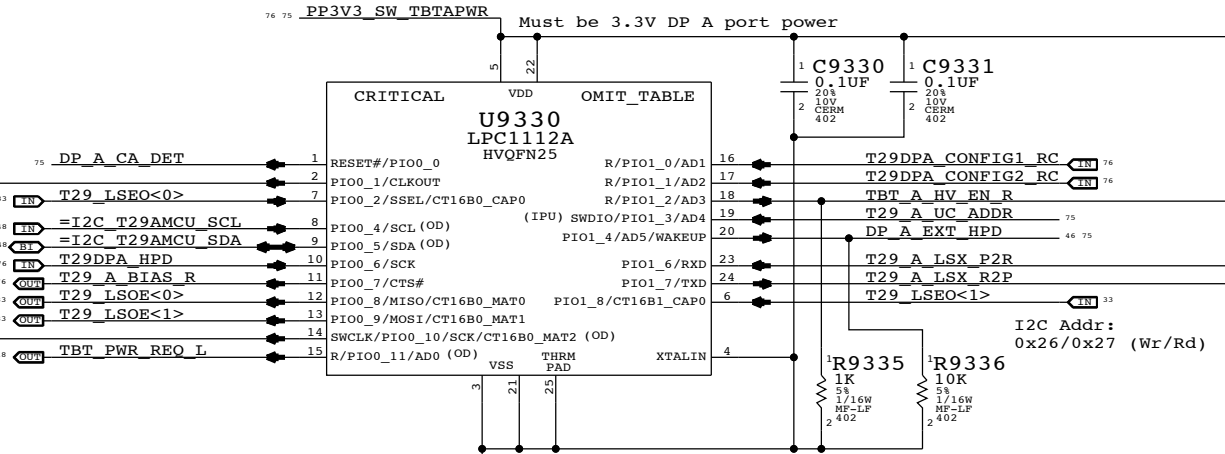 76 75 PP3V3_SW_TBTAPWR
Must be 3.3V DP A port power
5
22
VDD
CRITICAL
OMIT_TABLE
U9330
LPC1112A
HVQFN25
1 C9330
0.1UF
20%
10V
2 CERM
402
1 C9331
0.1UF
20%
10V
2 CERM
402
75 DP_A_CA_DET 1 RESET#/PIO0_0
2 PIO0_1/CLKOUT
IN T29_LSEO<0> 7 PIO0_2/SSEL/CT16B0_CAP0
IN =I2C_T29AMCU_SCL 8 PIO0_4/SCL (OD)
BI =I2C_T29AMCU_SDA 9 PIO0_5/SDA (OD)
IN T29DPA_HPD 10 PIO0_6/SCK
OUT T29_A_BIAS_R 11 PIO0_7/CTS#
OUT T29_LSOE<0> 12 PIO0_8/MISO/CT16B0_MAT0
OUT T29_LSOE<1> 13 PIO0_9/MOSI/CT16B0_MAT1
14 SWCLK/PIO0_10/SCK/CT16B0_MAT2 (OD)
OUT TBT_PWR_REQ_L 15 R/PIO0_11/AD0 (OD)
R/PIO1_0/AD1 16 T29DPA_CONFIG1_RC IN 76
R/PIO1_1/AD2 17 T29DPA_CONFIG2_RC IN 76
R/PIO1_2/AD3 18 TBT_A_HV_EN_R
(IPU) SWDIO/PIO1_3/AD4 19 T29_A_UC_ADDR 75
PIO1_4/AD5/WAKEUP 20 DP_A_EXT_HPD 46 75
PIO1_6/RXD 23 T29_A_LSX_P2R
PIO1_7/TXD 24 T29_A_LSX_R2P
PIO1_8/CT16B1_CAP0 6 T29_LSEO<1> IN 33
XTALIN 4
I2C Addr:
0x26/0x27 (Wr/Rd)
VSS
THRM
PAD
3
21
25
1 R9335
1K
5%
1/16W
MF-LF
2 402
1 R9336
10K
5%
1/16W
MF-LF
2 402